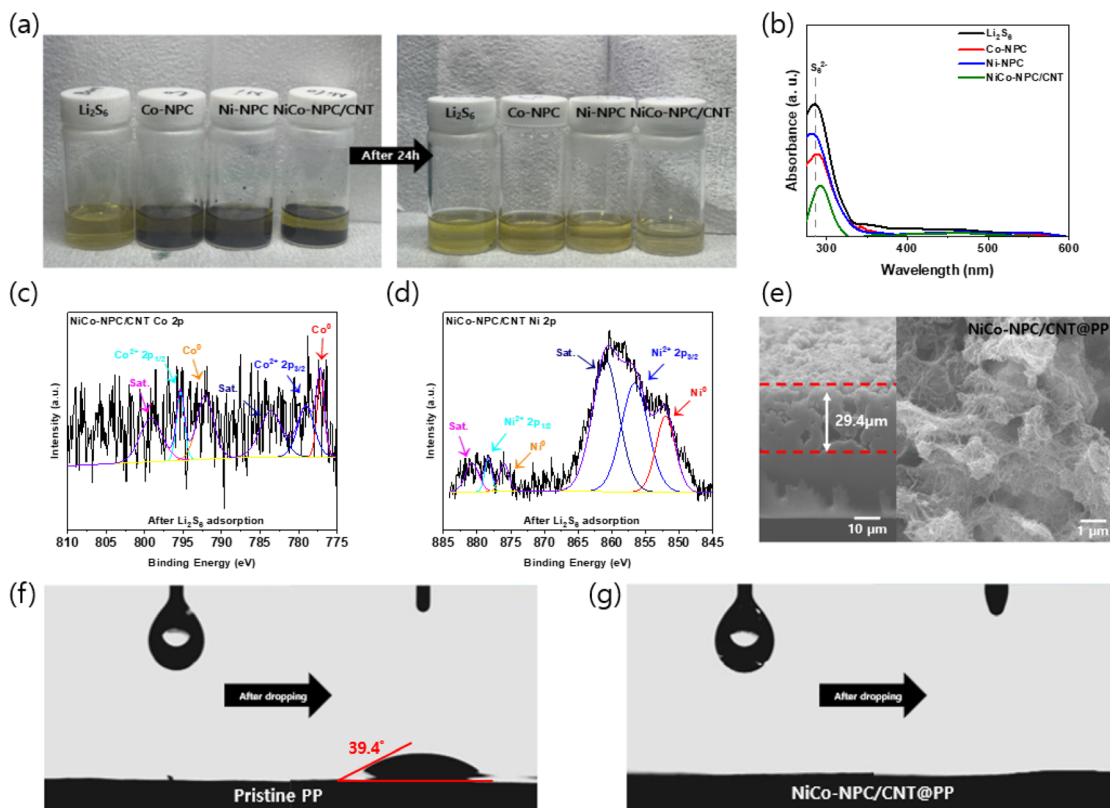 (a)
Li₂S₆ Co-NPC Ni-NPC NiCo-NPC/CNT
After 24h
Li₂S₆ Co-NPC Ni-NPC NiCo-NPC/CNT
(b)
Absorbance (a. u.)
S₆²⁻
Li₂S₆
Co-NPC
Ni-NPC
NiCo-NPC/CNT
300 400 500 600
Wavelength (nm)
(c)
NiCo-NPC/CNT Co 2p
Intensity (a.u.)
Co²⁺ 2p₁/₂
Sat.
Co⁰
Sat.
Co²⁺ 2p₃/₂
Co⁰
After Li₂S₆ adsorption
810 805 800 795 790 785 780 775
Binding Energy (eV)
(d)
NiCo-NPC/CNT Ni 2p
Intensity (a.u.)
Sat.
Ni²⁺ 2p₁/₂
Ni⁰
Sat.
Ni²⁺ 2p₃/₂
Ni⁰
After Li₂S₆ adsorption
885 880 875 870 865 860 855 850 845
Binding Energy (eV)
(e)
NiCo-NPC/CNT@PP
29.4μm
10 μm
1 μm
(f)
After dropping
39.4°
Pristine PP
(g)
After dropping
NiCo-NPC/CNT@PP